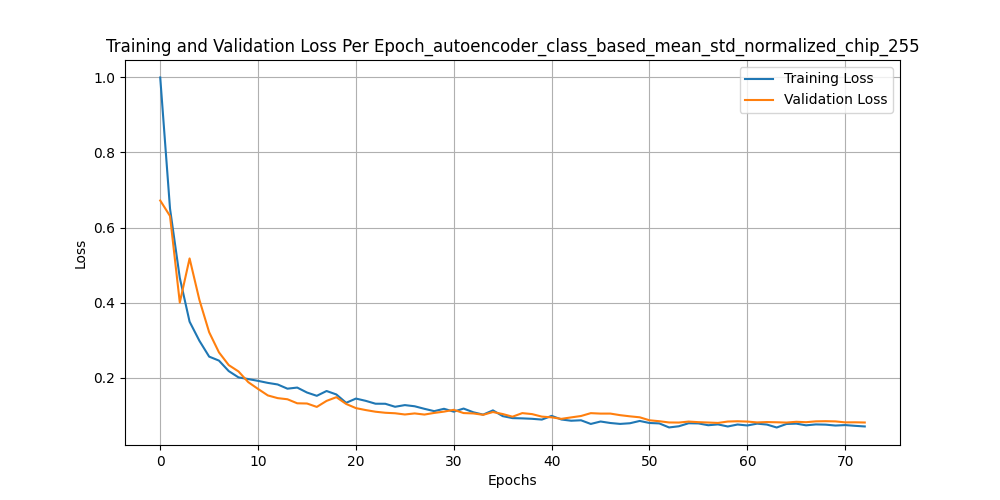 Training and Validation Loss Per Epoch_autoencoder_class_based_mean_std_normalized_chip_255
Training Loss
Validation Loss
1.0
0.8
0.6
0.4
0.2
Loss
0 10 20 30 40 50 60 70
Epochs